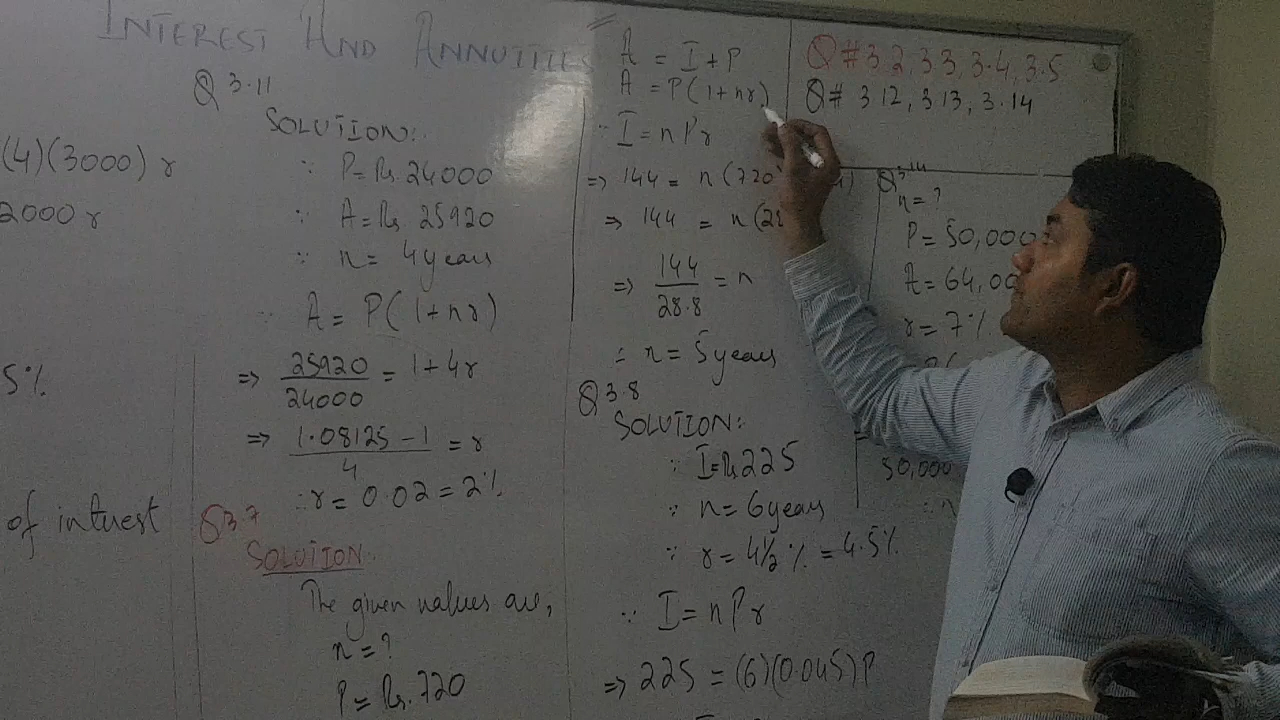 INTEREST AND ANNUTIES
(4)(3000) r
2000 r
5%
of interest
Q 3.11
SOLUTION:
∵ P = Rs. 24000
∵ A = Rs 25920
∵ n = 4 years
∵ A = P(1+nr)
=> 25920/24000 = 1+4r
=> 1.08125 - 1/4 = r
∴ r = 0.02 = 2%
Q 3.7
SOLUTION:
The given values are,
n = ?
P = Rs. 720
A = I + P
A = P(1+nr)
∵ I = nPr
=> 144 = n(720
=> 144 = n(28
=> 144/28.8 = n
∴ n = 5 years
Q 3.8
SOLUTION:
∵ I = Rs 225
∵ n = 6 years
∵ r = 4½% = 4.5%
∵ I = nPr
=> 225 = (6)(0.045)P
Q# 3.2, 3.3, 3.4, 3.5
Q# 3.12, 3.13, 3.14
Q 3.14
n = ?
P = 50,000
A = 64,00
r = 7%
50,000